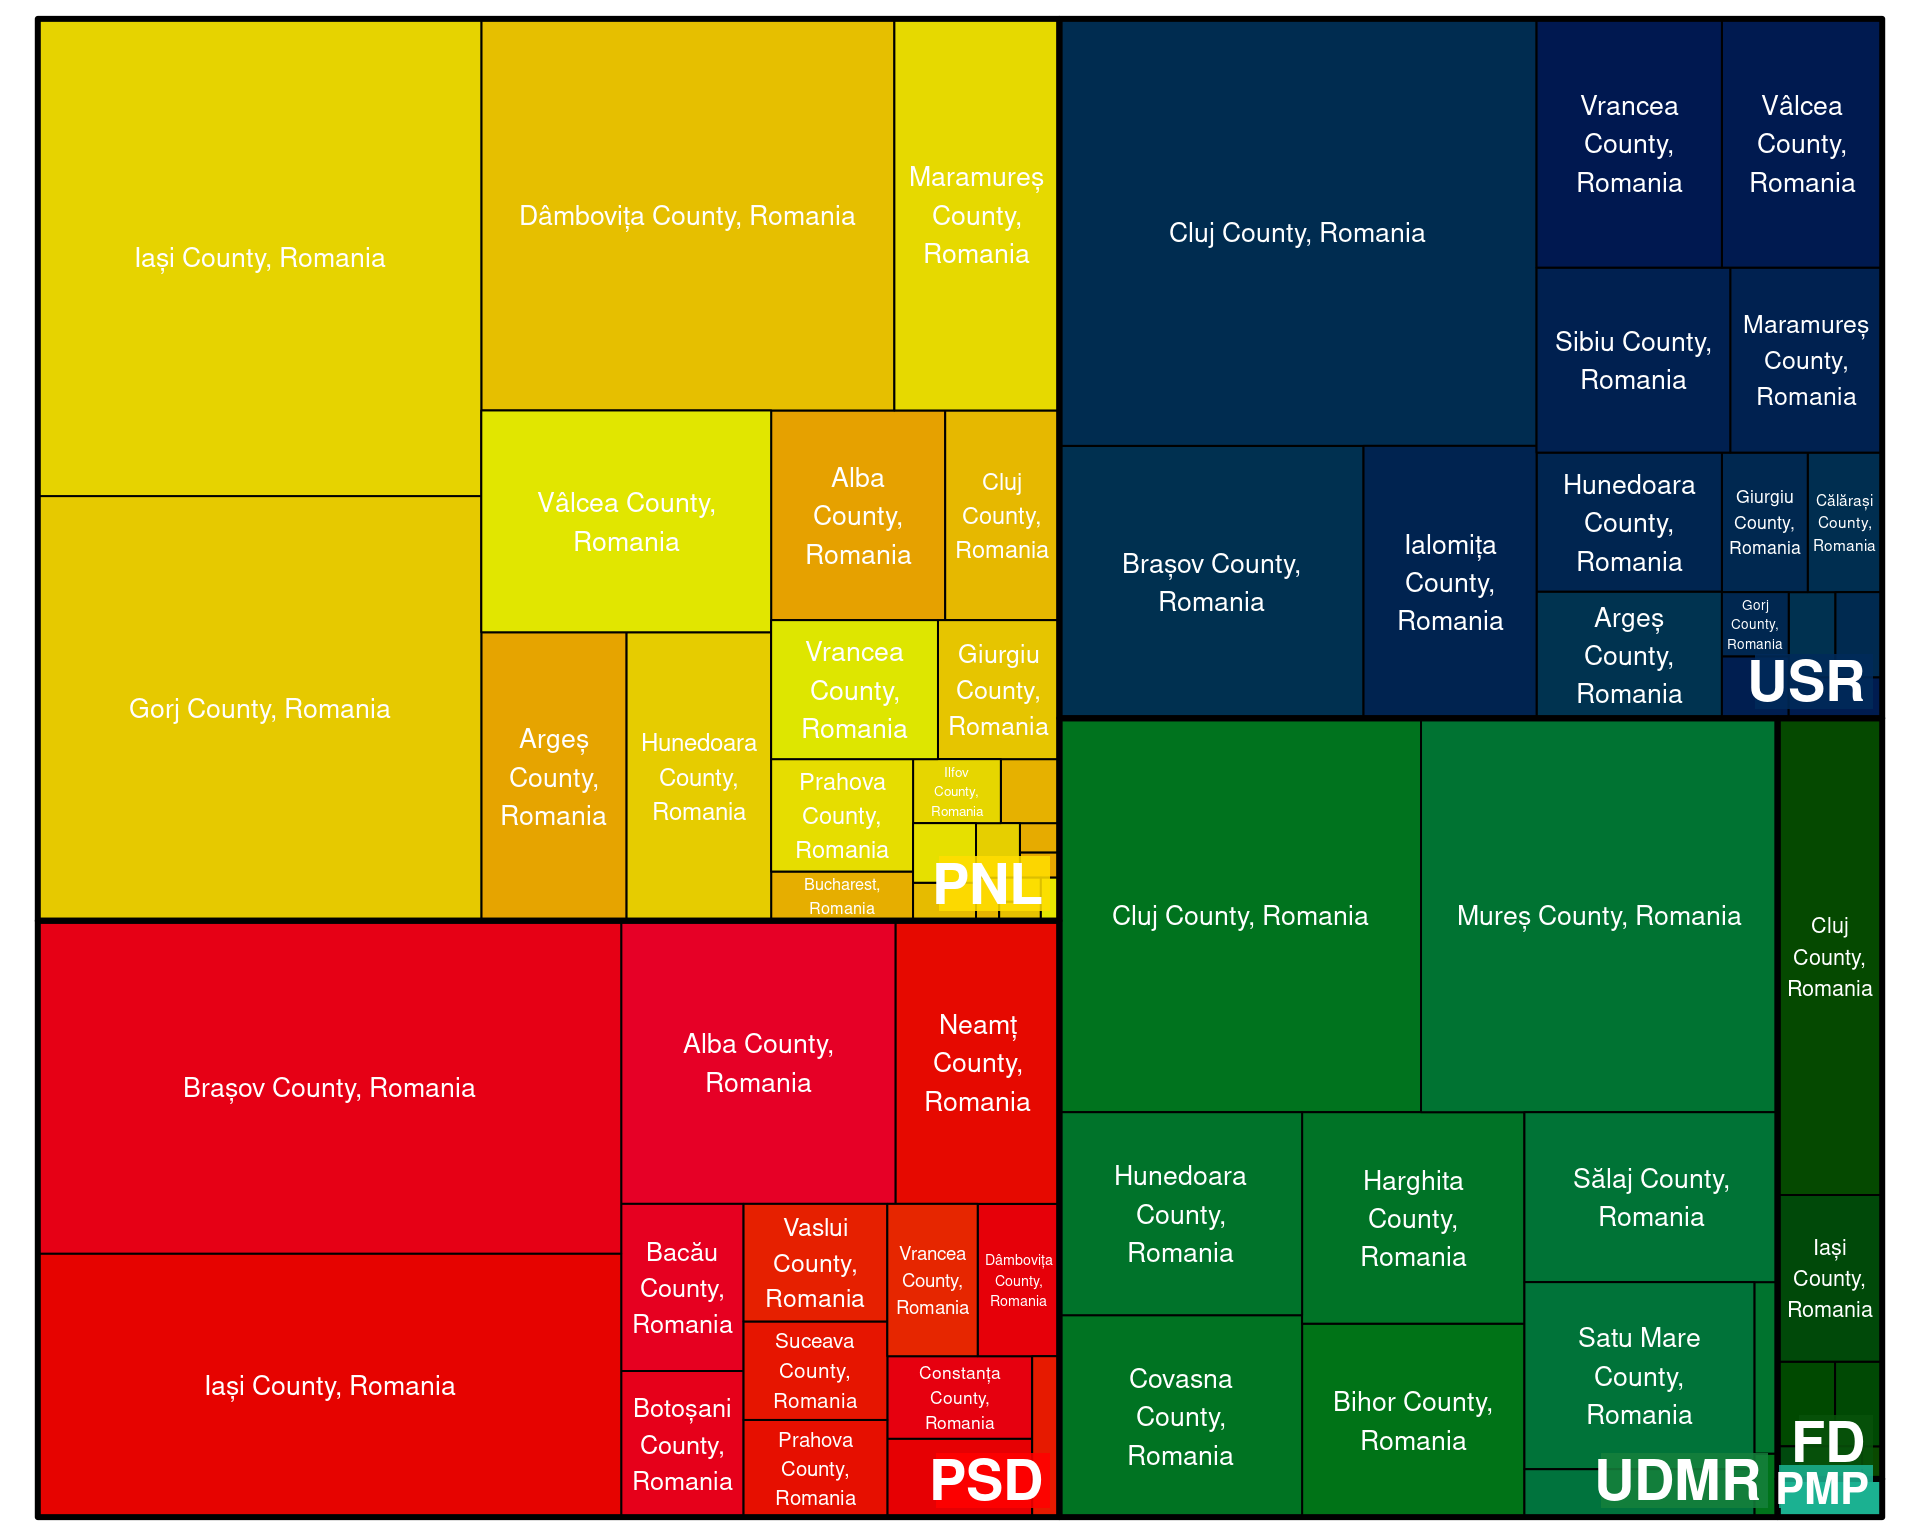 Iași County, Romania
Dâmbovița County, Romania
Maramureș
County,
Romania
Gorj County, Romania
Vâlcea County,
Romania
Alba
County,
Romania
Cluj
County,
Romania
Argeș
County,
Romania
Hunedoara
County,
Romania
Vrancea
County,
Romania
Giurgiu
County,
Romania
Prahova
County,
Romania
Ilfov
County,
Romania
Bucharest,
Romania
PNL
Cluj County, Romania
Vrancea
County,
Romania
Vâlcea
County,
Romania
Sibiu County,
Romania
Maramureș
County,
Romania
Brașov County,
Romania
Ialomița
County,
Romania
Hunedoara
County,
Romania
Giurgiu
County,
Romania
Călărași
County,
Romania
Argeș
County,
Romania
Gorj
County,
Romania
USR
Brașov County, Romania
Iași County, Romania
Alba County,
Romania
Neamț
County,
Romania
Bacău
County,
Romania
Vaslui
County,
Romania
Vrancea
County,
Romania
Dâmbovița
County,
Romania
Suceava
County,
Romania
Constanța
County,
Romania
Botoșani
County,
Romania
Prahova
County,
Romania
PSD
Cluj County, Romania
Mureș County, Romania
Hunedoara
County,
Romania
Harghita
County,
Romania
Sălaj County,
Romania
Covasna
County,
Romania
Bihor County,
Romania
Satu Mare
County,
Romania
UDMR
Cluj
County,
Romania
Iași
County,
Romania
FD
PMP